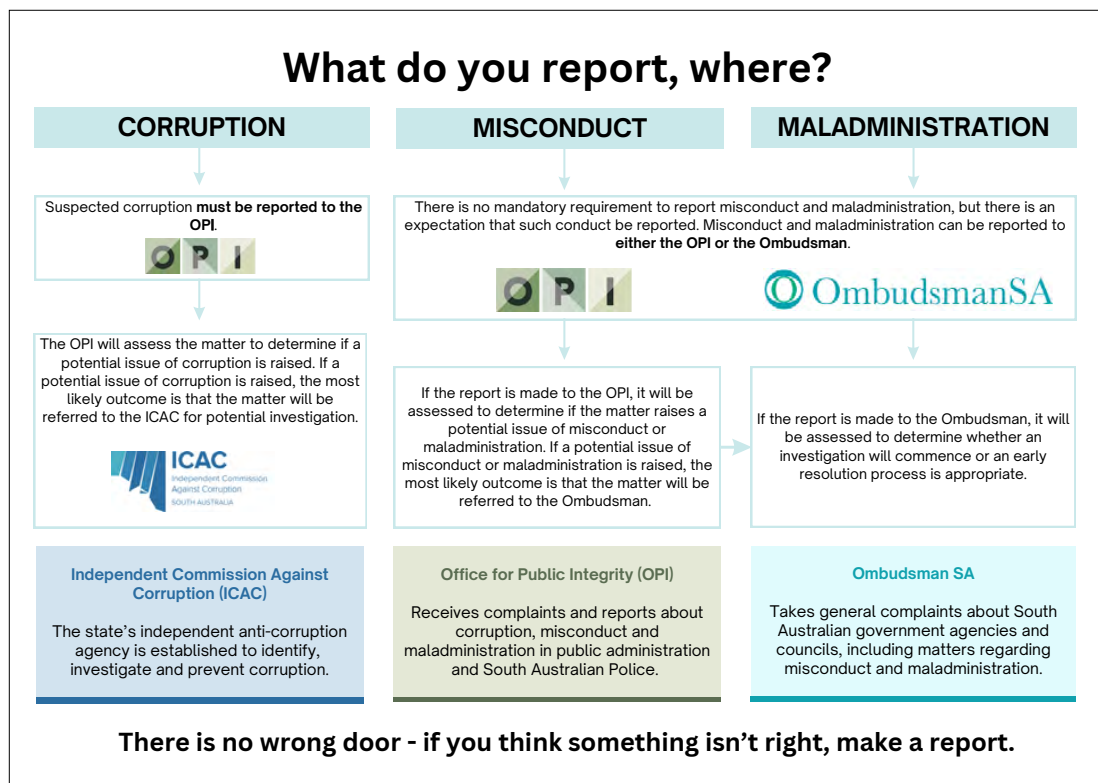 What do you report, where?
CORRUPTION
MISCONDUCT
MALADMINISTRATION
Suspected corruption must be reported to the
OPI.
O P I
There is no mandatory requirement to report misconduct and maladministration, but there is an
expectation that such conduct be reported. Misconduct and maladministration can be reported to
either the OPI or the Ombudsman.
O P I
OmbudsmanSA
The OPI will assess the matter to determine if a
potential issue of corruption is raised. If a
potential issue of corruption is raised, the most
likely outcome is that the matter will be
referred to the ICAC for potential investigation.
ICAC
Independent Commission
Against Corruption
SOUTH AUSTRALIA
If the report is made to the OPI, it will be
assessed to determine if the matter raises a
potential issue of misconduct or
maladministration. If a potential issue of
misconduct or maladministration is raised, the
most likely outcome is that the matter will be
referred to the Ombudsman.
If the report is made to the Ombudsman, it will
be assessed to determine whether an
investigation will commence or an early
resolution process is appropriate.
Independent Commission Against
Corruption (ICAC)
The state’s independent anti-corruption
agency is established to identify,
investigate and prevent corruption.
Office for Public Integrity (OPI)
Receives complaints and reports about
corruption, misconduct and
maladministration in public administration
and South Australian Police.
Ombudsman SA
Takes general complaints about South
Australian government agencies and
councils, including matters regarding
misconduct and maladministration.
There is no wrong door - if you think something isn’t right, make a report.